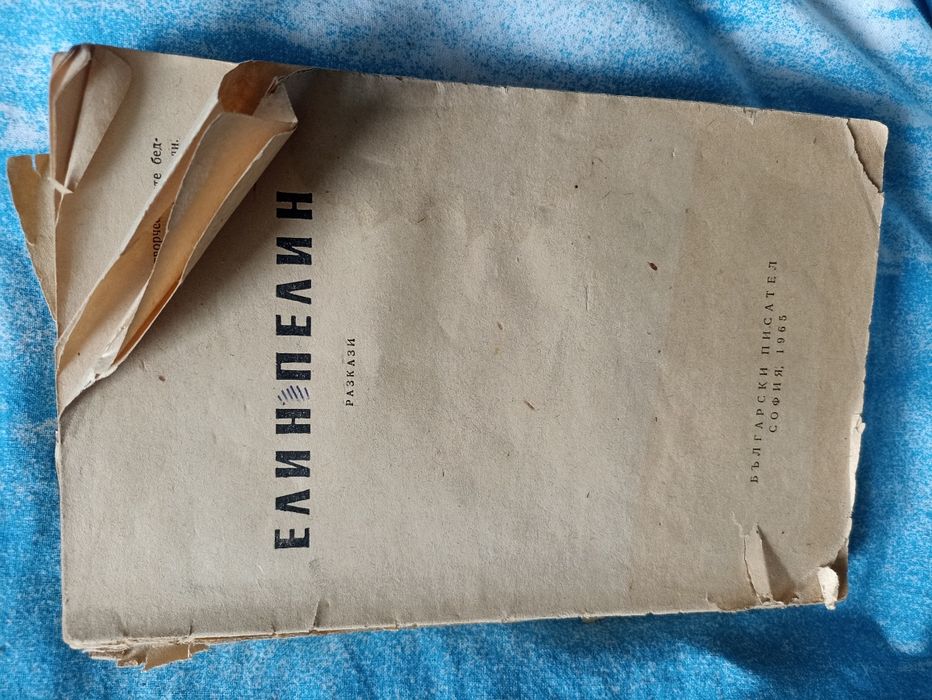 ЕЛИН ПЕЛИН
РАЗКАЗИ
БЪЛГАРСКИ ПИСАТЕЛ
СОФИЯ, 1965